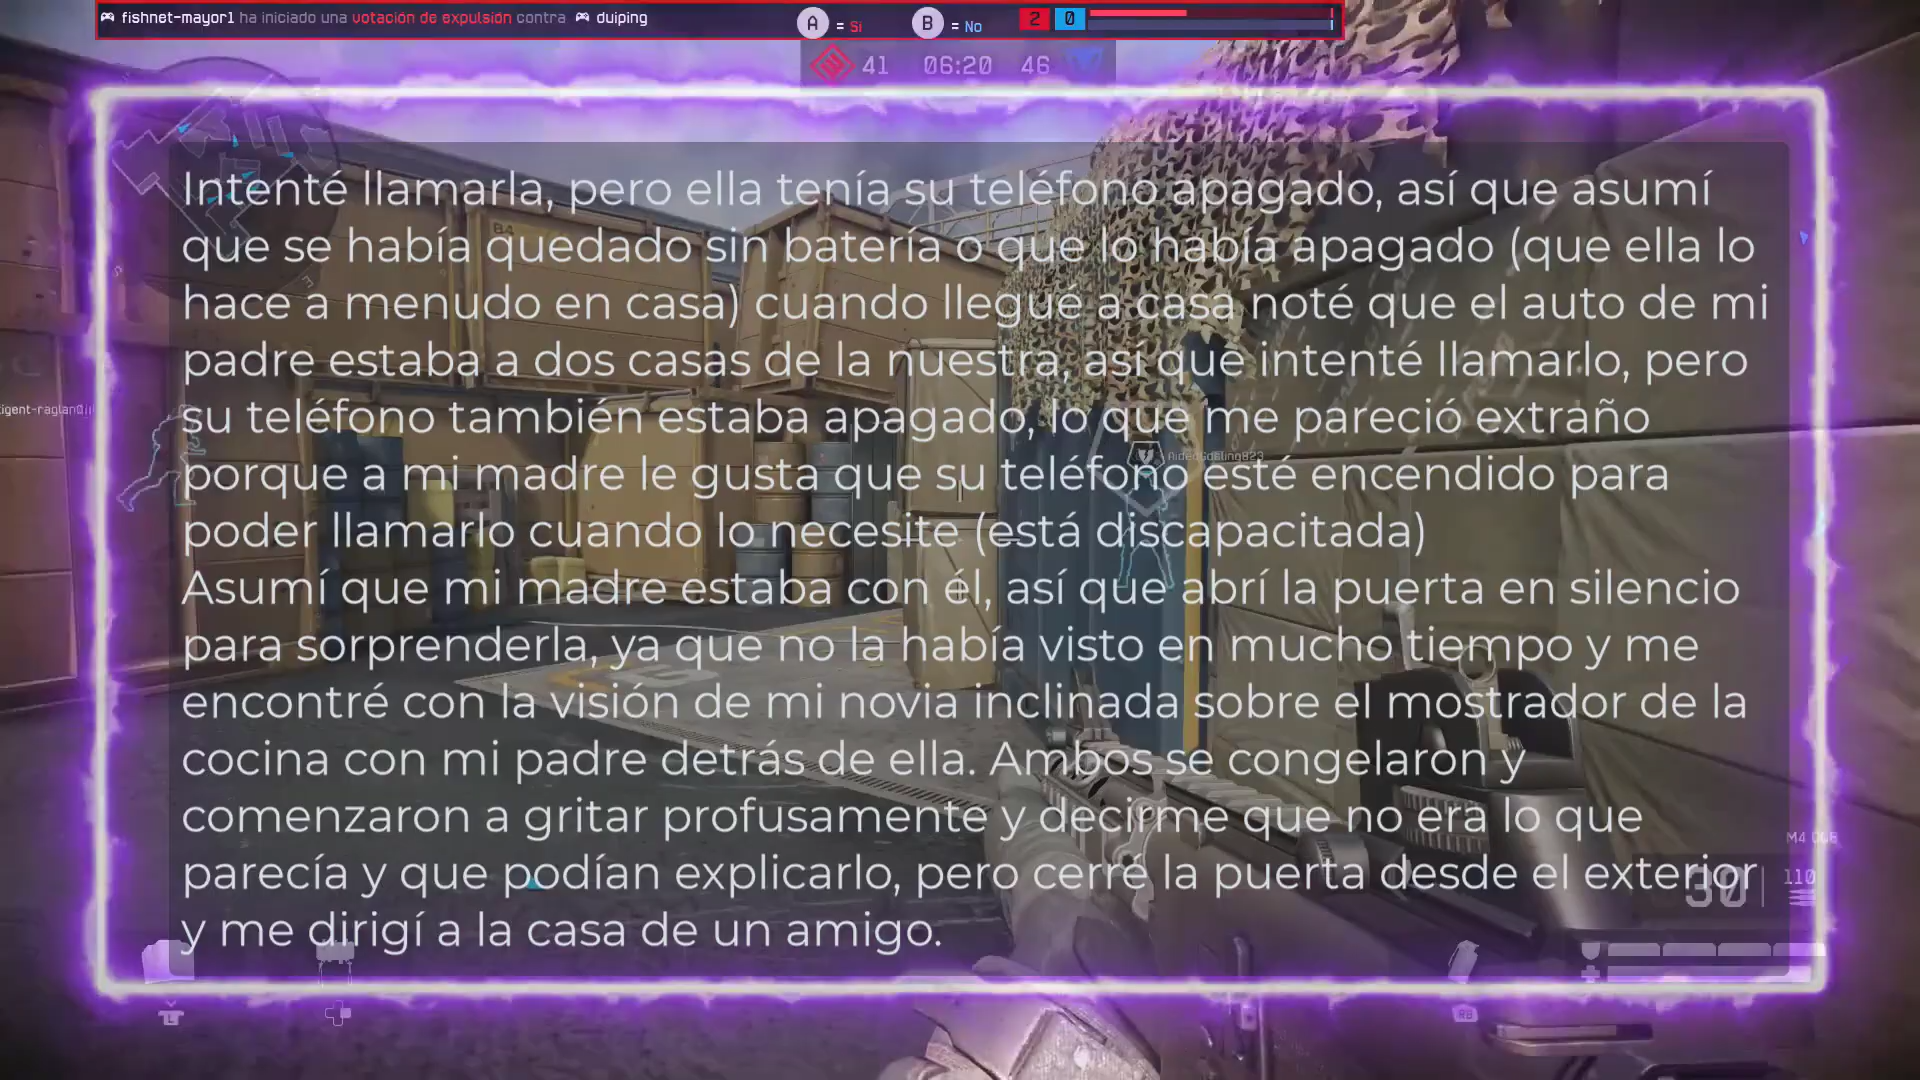 fishnet-mayor1 ha iniciado una votación de expulsión contra duiping
A = Sí B = No 2 0
41 06:20 46
Intenté llamarla, pero ella tenía su teléfono apagado, así que asumí
que se había quedado sin batería o que lo había apagado (que ella lo
hace a menudo en casa) cuando llegué a casa noté que el auto de mi
padre estaba a dos casas de la nuestra, así que intenté llamarlo, pero
su teléfono también estaba apagado, lo que me pareció extraño
porque a mi madre le gusta que su teléfono esté encendido para
poder llamarlo cuando lo necesite (está discapacitada)
Asumí que mi madre estaba con él, así que abrí la puerta en silencio
para sorprenderla, ya que no la había visto en mucho tiempo y me
encontré con la visión de mi novia inclinada sobre el mostrador de la
cocina con mi padre detrás de ella. Ambos se congelaron y
comenzaron a gritar profusamente y decirme que no era lo que
parecía y que podían explicarlo, pero cerré la puerta desde el exterior
y me dirigí a la casa de un amigo.
30 110
L
RB